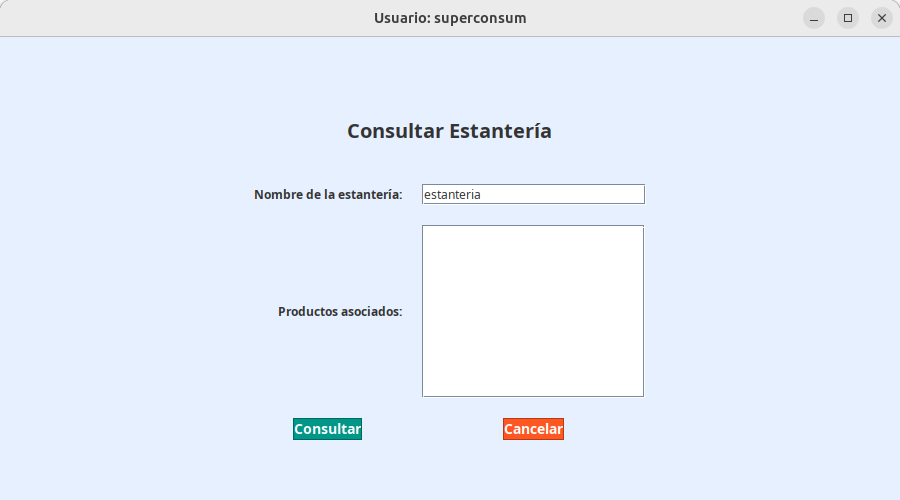 Usuario: superconsum
Consultar Estantería
Nombre de la estantería: estanteria
Productos asociados:
Consultar Cancelar